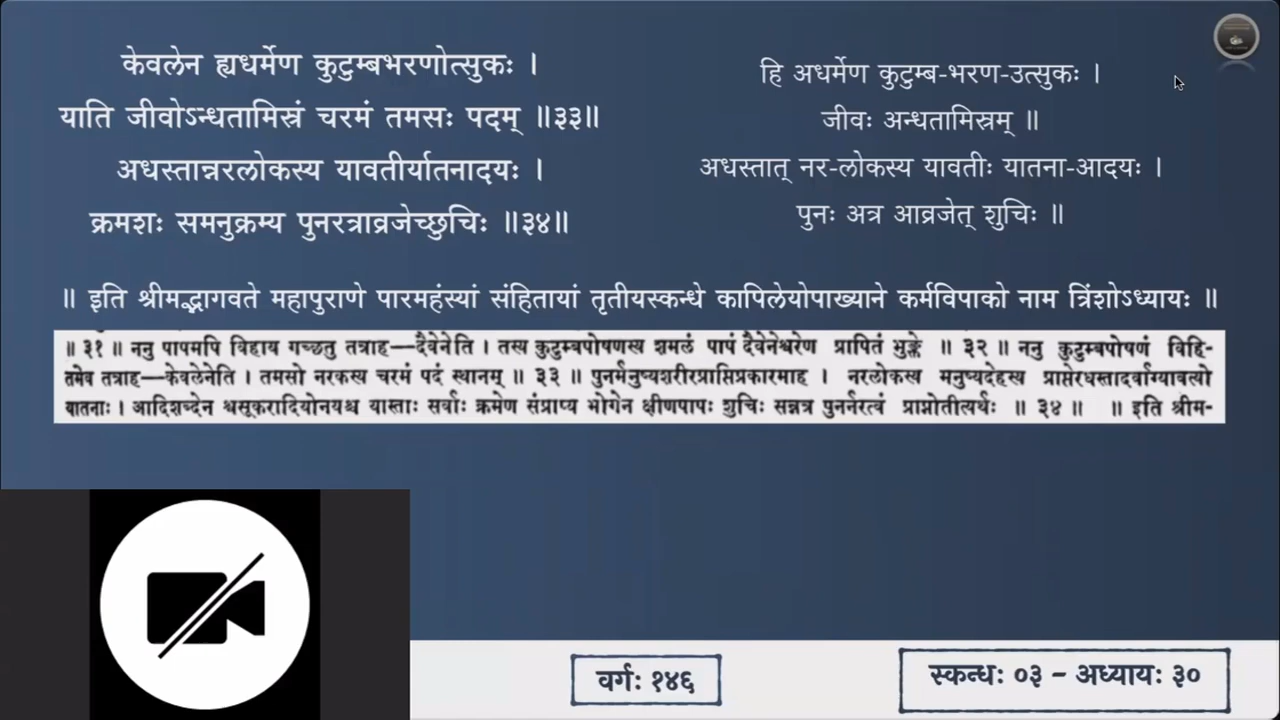 केवलेन ह्यधर्मेण कुटुम्बभरणोत्सुकः ।
याति जीवोऽन्धतामिस्रं चरमं तमसः पदम् ॥३३॥
अधस्तान्नरलोकस्य यावतीर्यातनादयः ।
क्रमशः समनुक्रम्य पुनरत्राव्रजेच्छुचिः ॥३४॥
हि अधर्मेण कुटुम्ब-भरण-उत्सुकः ।
जीवः अन्धतामिस्रम् ॥
अधस्तात् नर-लोकस्य यावतीः यातना-आदयः ।
पुनः अत्र आव्रजेत् शुचिः ॥
॥ इति श्रीमद्भागवते महापुराणे पारमहंस्यां संहितायां तृतीयस्कन्धे कापिलेयोपाख्याने कर्मविपाको नाम त्रिंशोऽध्यायः ॥
॥ ३१ ॥ ननु पापमपि विहाय गच्छतु तत्राह—दैवेनेति । तस्य कुटुम्बपोषणस्य शमलं पापं दैवेनेश्वरेण प्रापितं भुङ्क्ते ॥ ३२ ॥ ननु कुटुम्बपोषणं विहि-
तमेव तत्राह—केवलेनेति । तमसो नरकस्य चरमं पदं स्थानम् ॥ ३३ ॥ पुनर्मनुष्यशरीरप्राप्तिप्रकारमाह । नरलोकस्य मनुष्यदेहस्य प्राप्तेरधस्तादर्वाग्यावत्यो
यातनाः । आदिशब्देन श्वसूकरादियोनयश्च यास्ताः सर्वाः क्रमेण संप्राप्य भोगेन क्षीणपापः शुचिः सन्नत्र पुनर्नरत्वं प्राप्नोतीत्यर्थः ॥ ३४ ॥ ॥ इति श्रीम-
वर्गः १४६
स्कन्धः ०३ - अध्यायः ३०